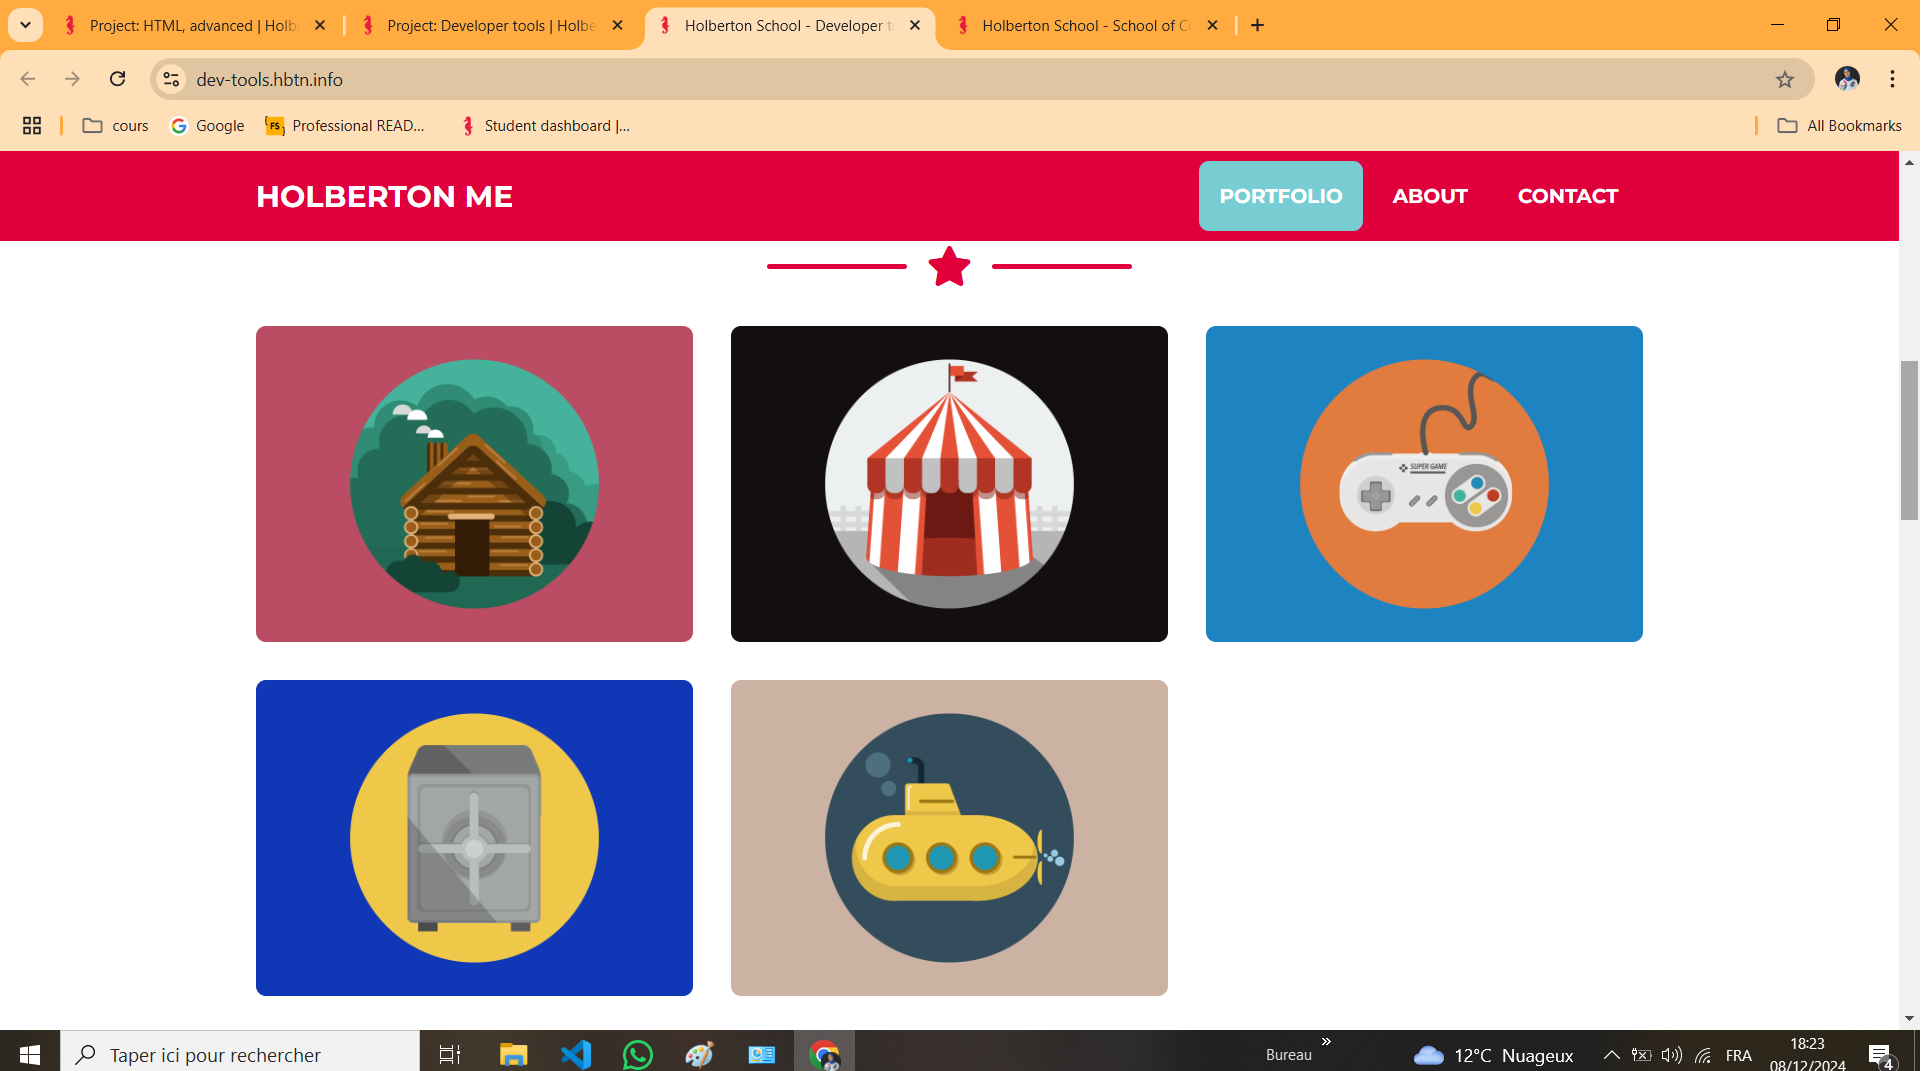 Project: HTML, advanced | Holb
Project: Developer tools | Holbe
Holberton School - Developer t
Holberton School - School of C
dev-tools.hbtn.info
cours
Google
FS
Professional READ...
Student dashboard |...
All Bookmarks
HOLBERTON ME
PORTFOLIO
ABOUT
CONTACT
SUPER GAME
Taper ici pour rechercher
Bureau
»
12°C Nuageux
FRA
18:23
08/12/2024
4